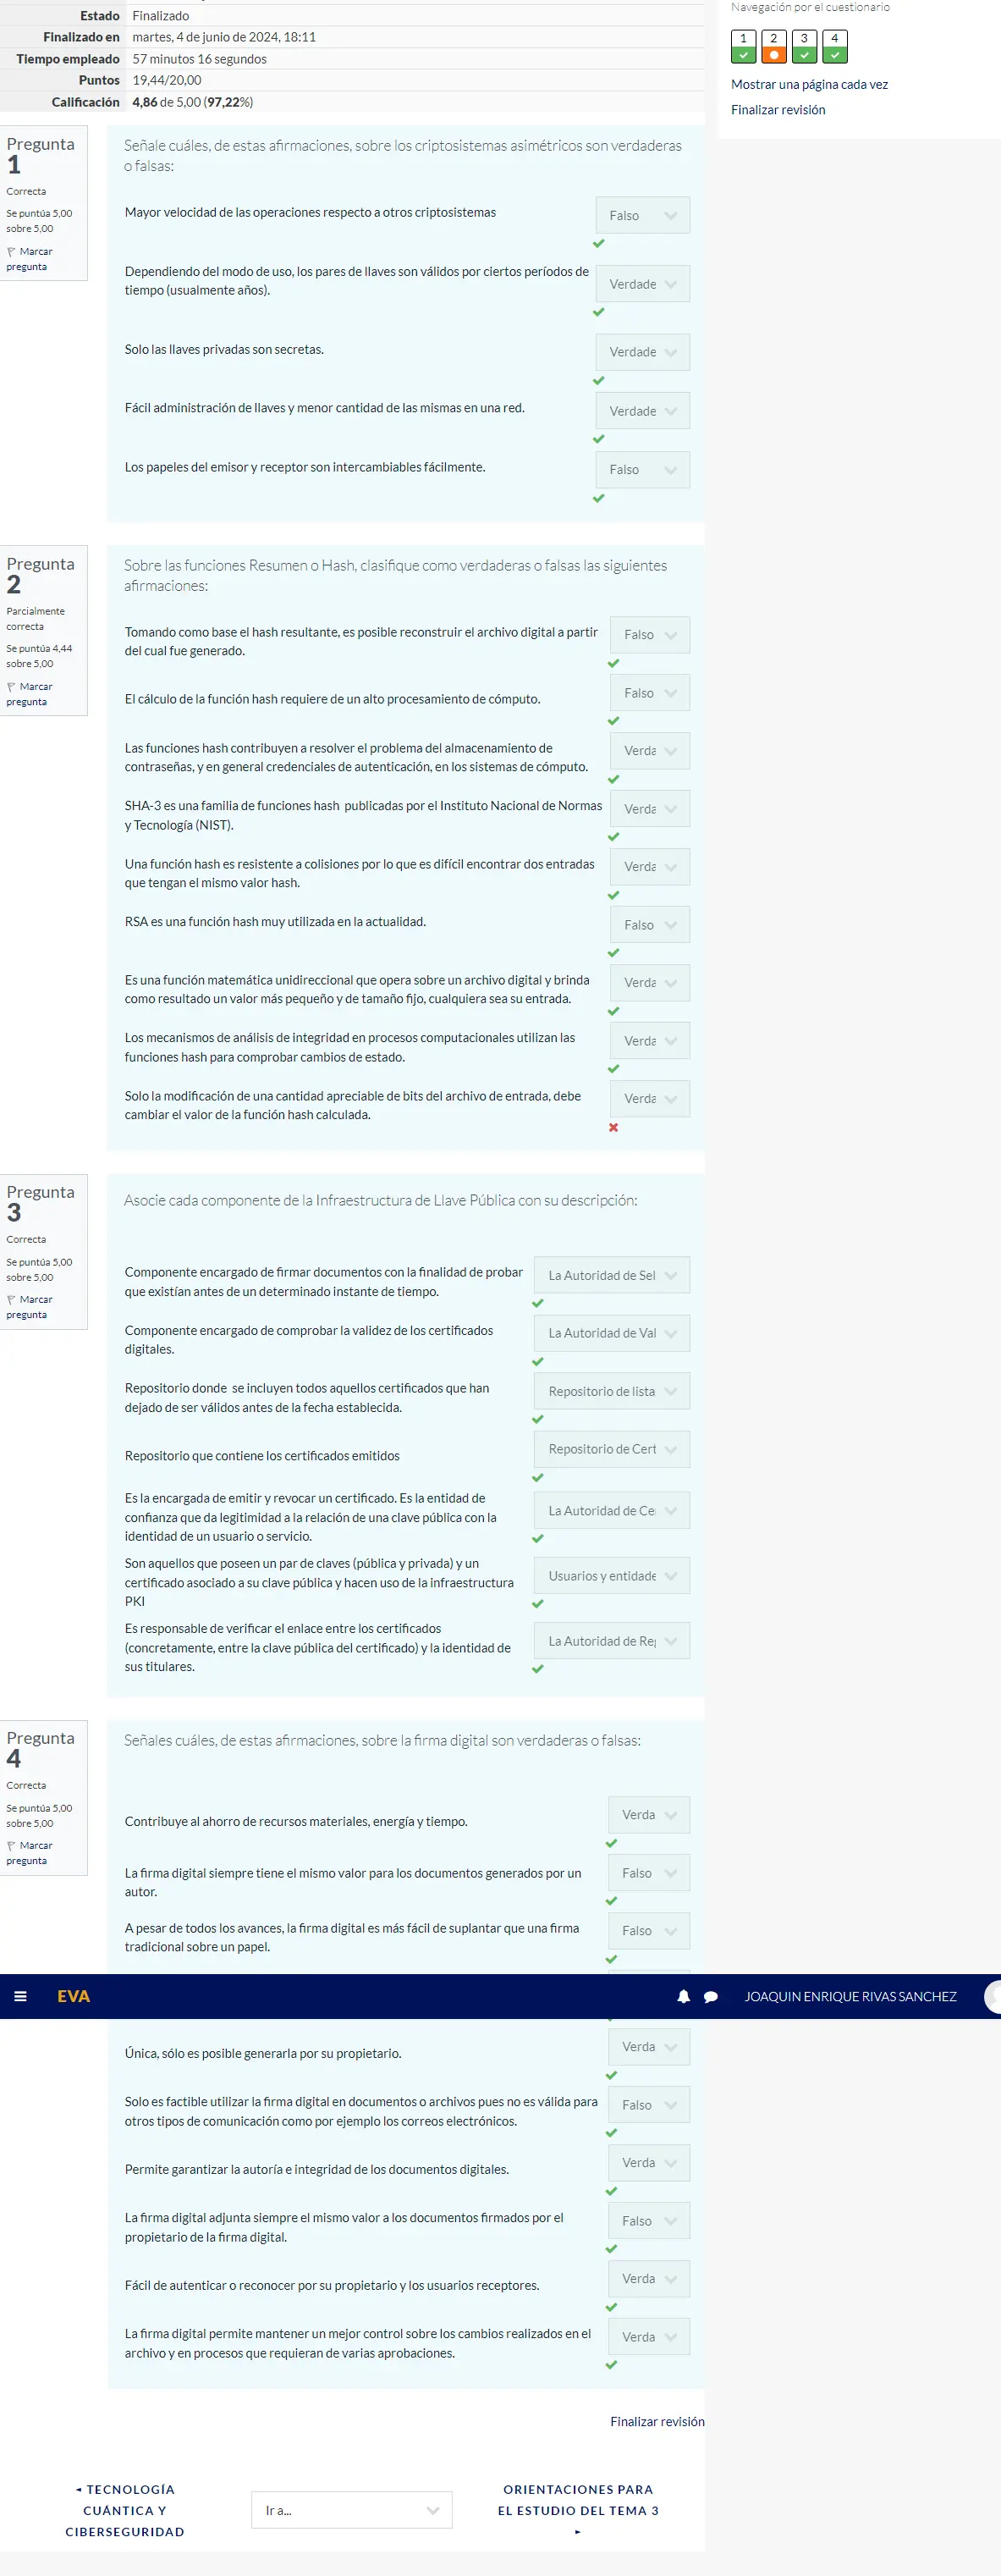 Estado Finalizado
Finalizado en martes, 4 de junio de 2024, 18:11
Tiempo empleado 57 minutos 16 segundos
Puntos 19,44/20,00
Calificación 4,86 de 5,00 (97,22%)
Navegación por el cuestionario
1 2 3 4
Mostrar una página cada vez
Finalizar revisión
Pregunta
1
Correcta
Se puntúa 5,00
sobre 5,00
Marcar
pregunta
Señale cuáles, de estas afirmaciones, sobre los criptosistemas asimétricos son verdaderas
o falsas:
Mayor velocidad de las operaciones respecto a otros criptosistemas
Falso
Dependiendo del modo de uso, los pares de llaves son válidos por ciertos períodos de
tiempo (usualmente años).
Verdade
Solo las llaves privadas son secretas.
Verdade
Fácil administración de llaves y menor cantidad de las mismas en una red.
Verdade
Los papeles del emisor y receptor son intercambiables fácilmente.
Falso
Pregunta
2
Parcialmente
correcta
Se puntúa 4,44
sobre 5,00
Marcar
pregunta
Sobre las funciones Resumen o Hash, clasifique como verdaderas o falsas las siguientes
afirmaciones:
Tomando como base el hash resultante, es posible reconstruir el archivo digital a partir
del cual fue generado.
Falso
El cálculo de la función hash requiere de un alto procesamiento de cómputo.
Falso
Las funciones hash contribuyen a resolver el problema del almacenamiento de
contraseñas, y en general credenciales de autenticación, en los sistemas de cómputo.
Verda
SHA-3 es una familia de funciones hash publicadas por el Instituto Nacional de Normas
y Tecnología (NIST).
Verda
Una función hash es resistente a colisiones por lo que es difícil encontrar dos entradas
que tengan el mismo valor hash.
Verda
RSA es una función hash muy utilizada en la actualidad.
Falso
Es una función matemática unidireccional que opera sobre un archivo digital y brinda
como resultado un valor más pequeño y de tamaño fijo, cualquiera sea su entrada.
Verda
Los mecanismos de análisis de integridad en procesos computacionales utilizan las
funciones hash para comprobar cambios de estado.
Verda
Solo la modificación de una cantidad apreciable de bits del archivo de entrada, debe
cambiar el valor de la función hash calculada.
Verda
Pregunta
3
Correcta
Se puntúa 5,00
sobre 5,00
Marcar
pregunta
Asocie cada componente de la Infraestructura de Llave Pública con su descripción:
Componente encargado de firmar documentos con la finalidad de probar
que existían antes de un determinado instante de tiempo.
La Autoridad de Sel
Componente encargado de comprobar la validez de los certificados
digitales.
La Autoridad de Val
Repositorio donde se incluyen todos aquellos certificados que han
dejado de ser válidos antes de la fecha establecida.
Repositorio de lista
Repositorio que contiene los certificados emitidos
Repositorio de Cert
Es la encargada de emitir y revocar un certificado. Es la entidad de
confianza que da legitimidad a la relación de una clave pública con la
identidad de un usuario o servicio.
La Autoridad de Ce
Son aquellos que poseen un par de claves (pública y privada) y un
certificado asociado a su clave pública y hacen uso de la infraestructura
PKI
Usuarios y entidade
Es responsable de verificar el enlace entre los certificados
(concretamente, entre la clave pública del certificado) y la identidad de
sus titulares.
La Autoridad de Reg
Pregunta
4
Correcta
Se puntúa 5,00
sobre 5,00
Marcar
pregunta
Señales cuáles, de estas afirmaciones, sobre la firma digital son verdaderas o falsas:
Contribuye al ahorro de recursos materiales, energía y tiempo.
Verda
La firma digital siempre tiene el mismo valor para los documentos generados por un
autor.
Falso
A pesar de todos los avances, la firma digital es más fácil de suplantar que una firma
tradicional sobre un papel.
Falso
EVA
JOAQUIN ENRIQUE RIVAS SANCHEZ
Única, sólo es posible generarla por su propietario.
Verda
Solo es factible utilizar la firma digital en documentos o archivos pues no es válida para
otros tipos de comunicación como por ejemplo los correos electrónicos.
Falso
Permite garantizar la autoría e integridad de los documentos digitales.
Verda
La firma digital adjunta siempre el mismo valor a los documentos firmados por el
propietario de la firma digital.
Falso
Fácil de autenticar o reconocer por su propietario y los usuarios receptores.
Verda
La firma digital permite mantener un mejor control sobre los cambios realizados en el
archivo y en procesos que requieran de varias aprobaciones.
Verda
Finalizar revisión
◄ TECNOLOGÍA
CUÁNTICA Y
CIBERSEGURIDAD
Ir a...
ORIENTACIONES PARA
EL ESTUDIO DEL TEMA 3
►